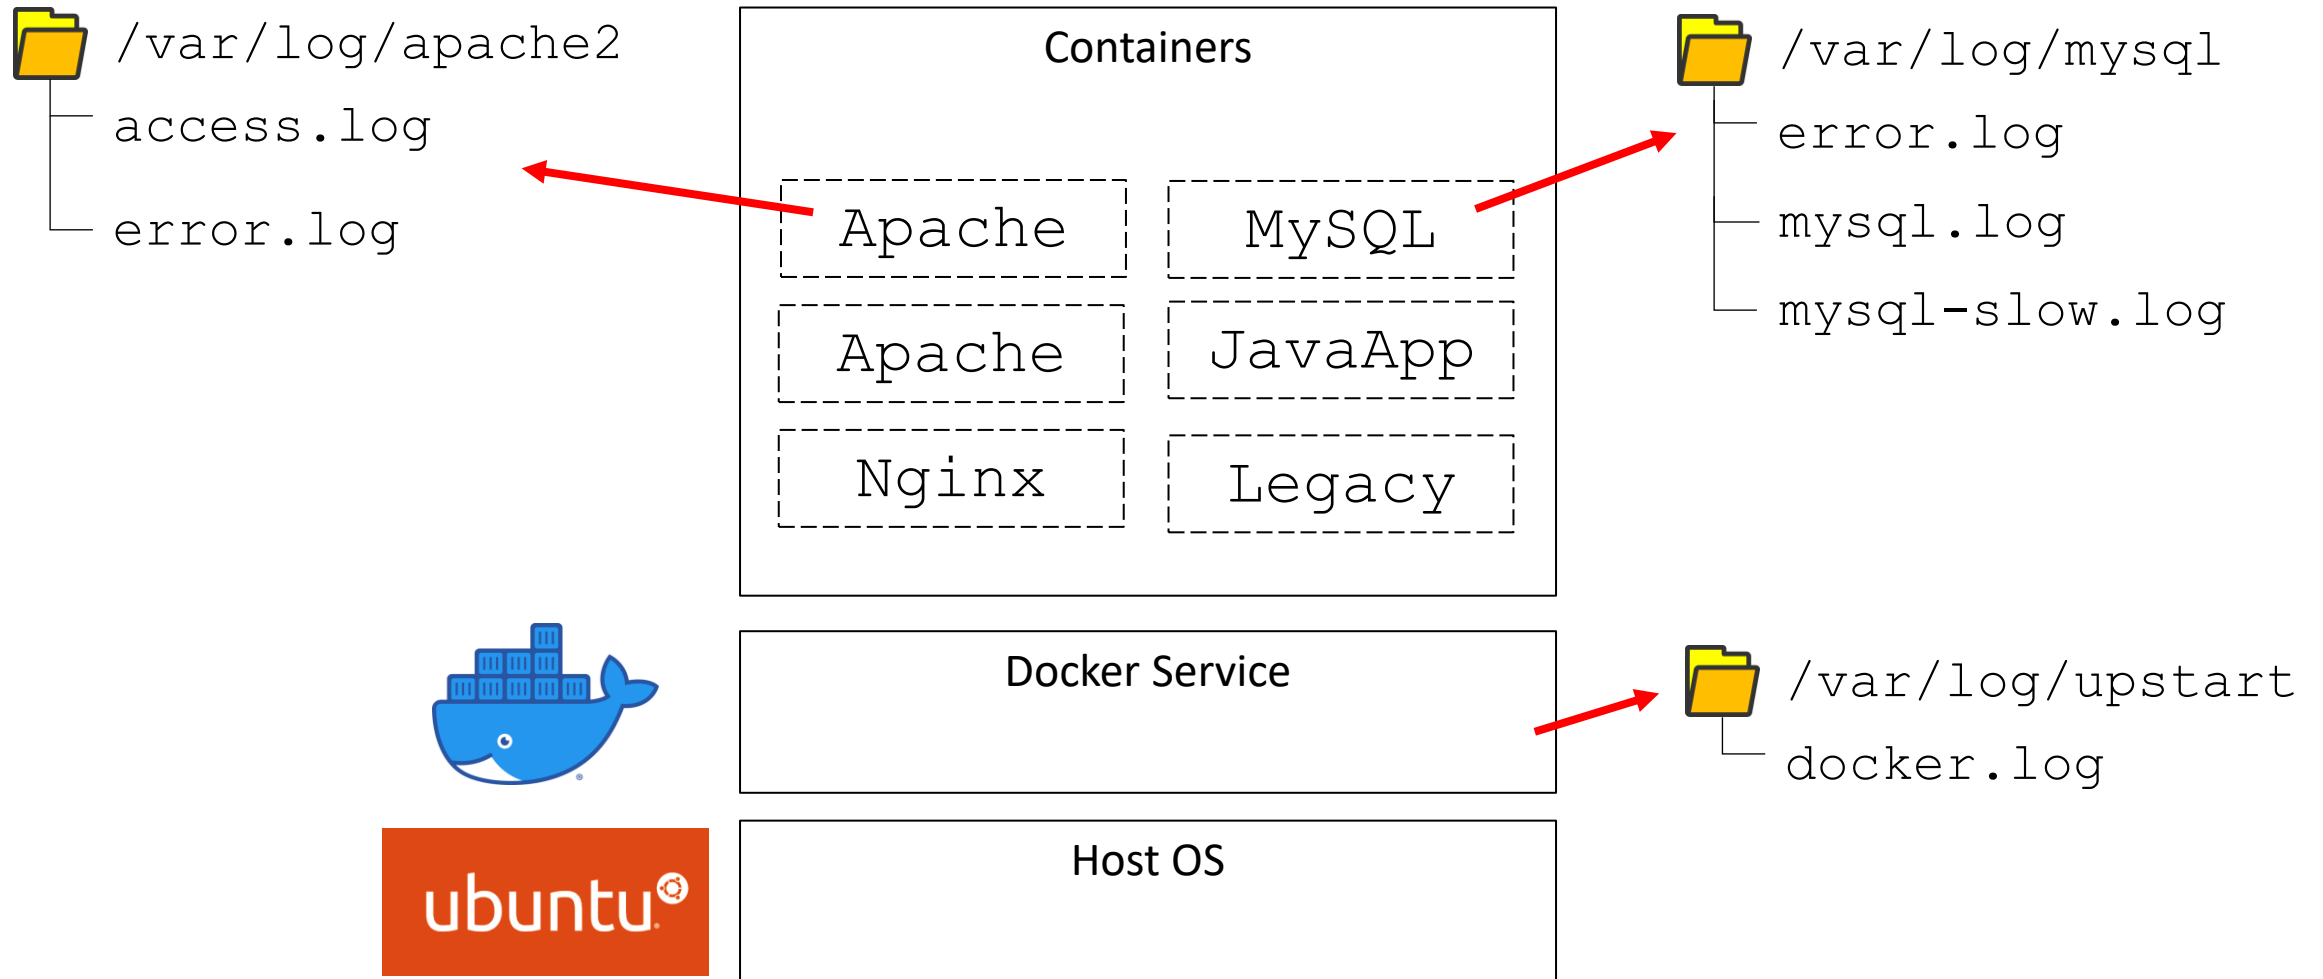 /var/log/apache2
access.log
error.log
Containers
Apache
MySQL
Apache
JavaApp
Nginx
Legacy
/var/log/mysql
error.log
mysql.log
mysql-slow.log
Docker Service
/var/log/upstart
docker.log
ubuntu
Host OS